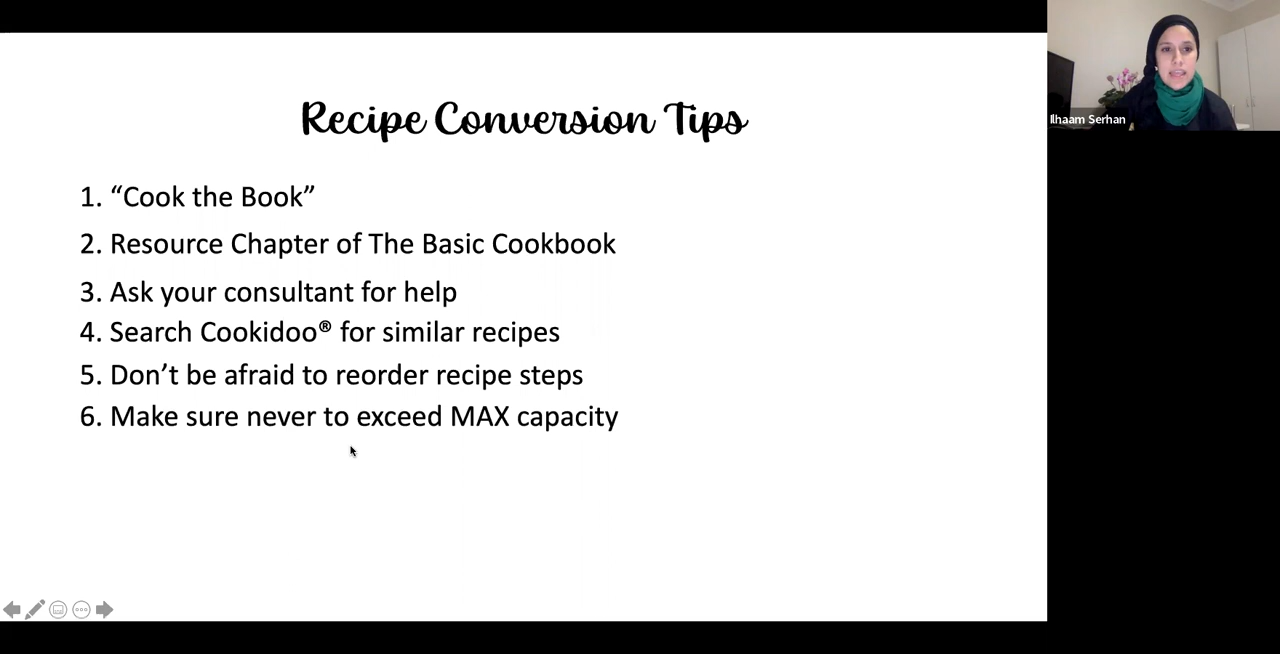 Recipe Conversion Tips
1. “Cook the Book”
2. Resource Chapter of The Basic Cookbook
3. Ask your consultant for help
4. Search Cookidoo® for similar recipes
5. Don’t be afraid to reorder recipe steps
6. Make sure never to exceed MAX capacity
Ilhaam Serhan